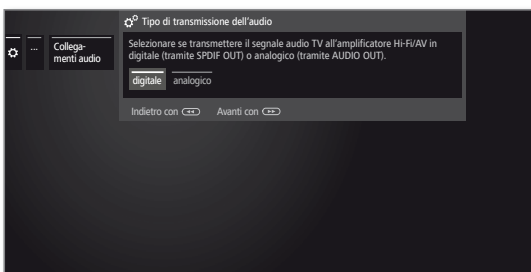 Tipo di trasmissione dell'audio
...
Collega-
menti audio
Selezionare se transmettere il segnale audio TV all'amplificatore Hi-Fi/AV in
digitale (tramite SPDIF OUT) o analogico (tramite AUDIO OUT).
digitale analogico
Indietro con Avanti con